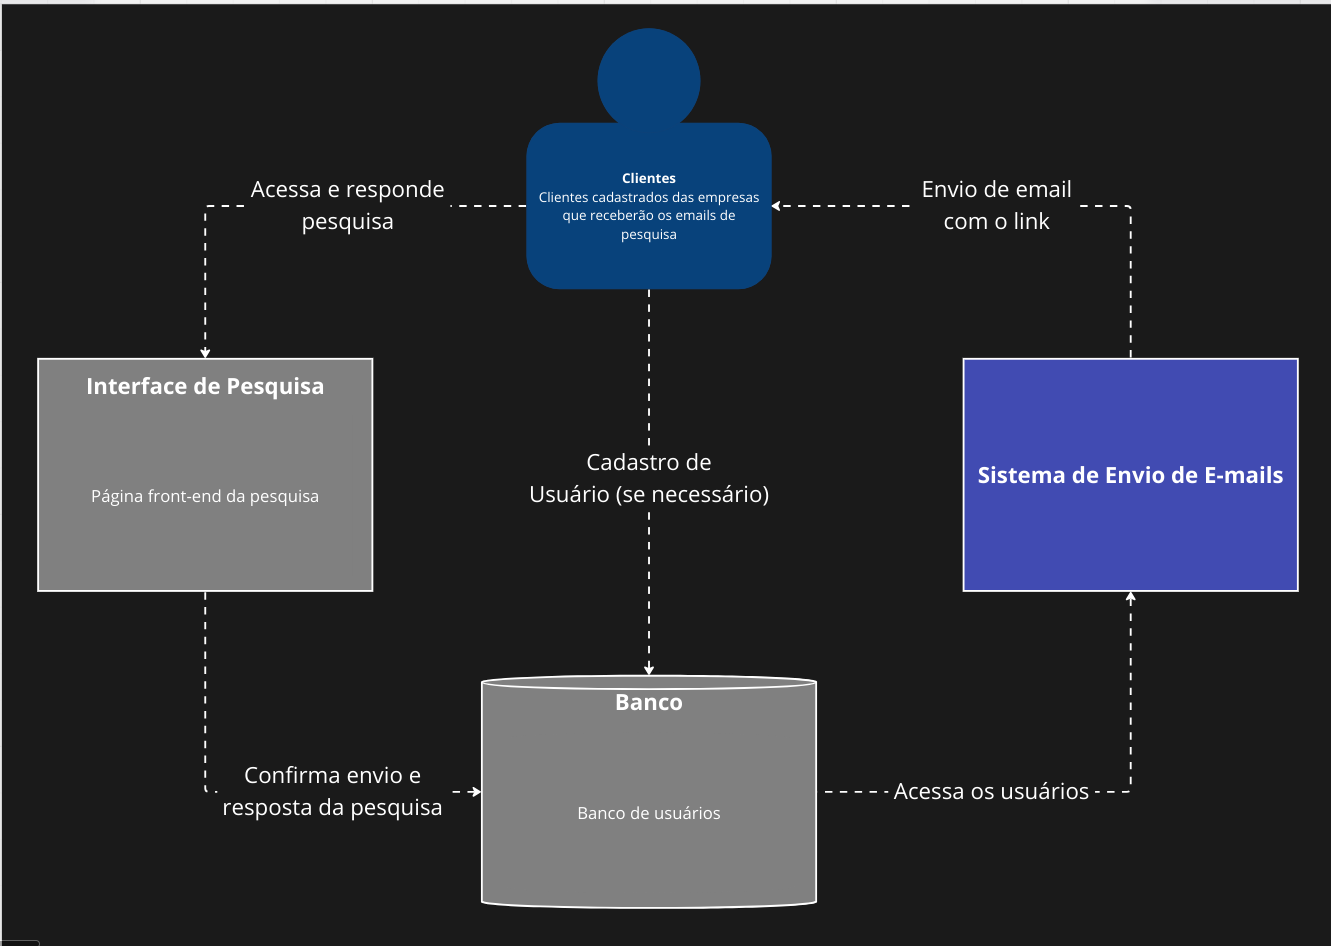 Clientes
Clientes cadastrados das empresas
que receberão os emails de
pesquisa
Acessa e responde
pesquisa
Envio de email
com o link
Interface de Pesquisa
Página front-end da pesquisa
Cadastro de
Usuário (se necessário)
Sistema de Envio de E-mails
Banco
Banco de usuários
Confirma envio e
resposta da pesquisa
Acessa os usuários